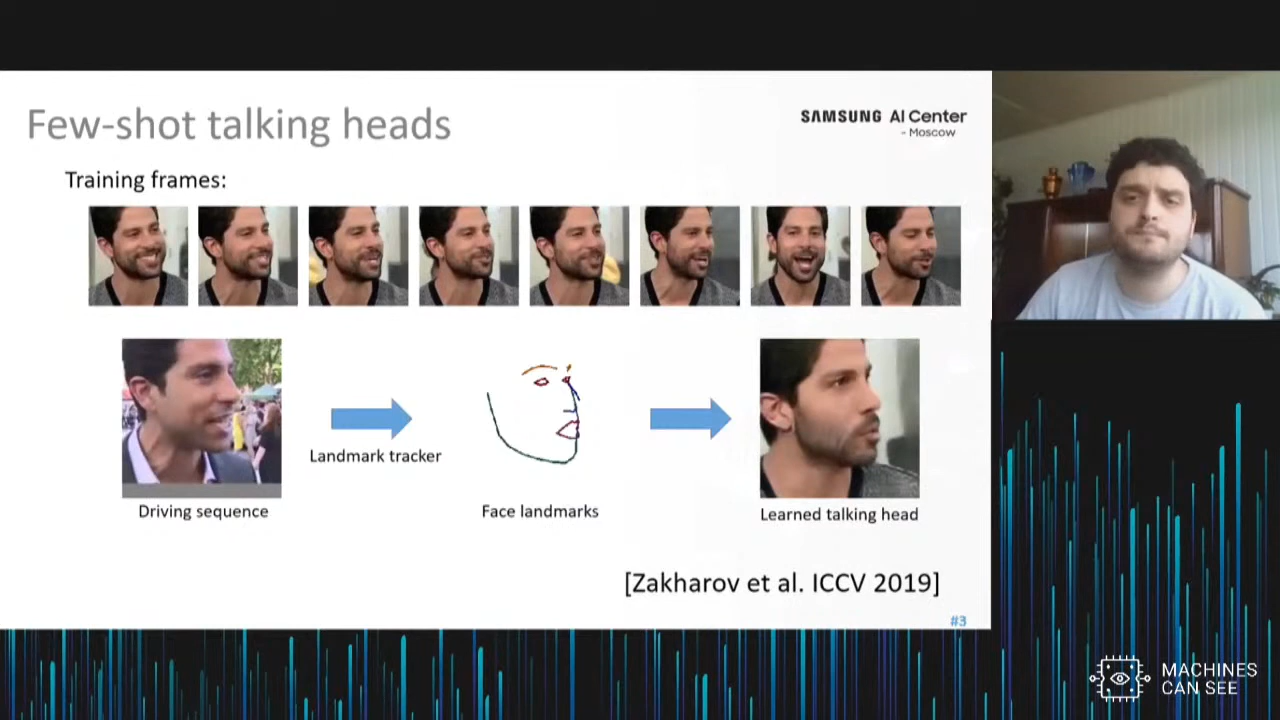 Few-shot talking heads
SAMSUNG AI Center
- Moscow
Training frames:
Landmark tracker
Driving sequence
Face landmarks
Learned talking head
[Zakharov et al. ICCV 2019]
#3
MACHINES
CAN SEE